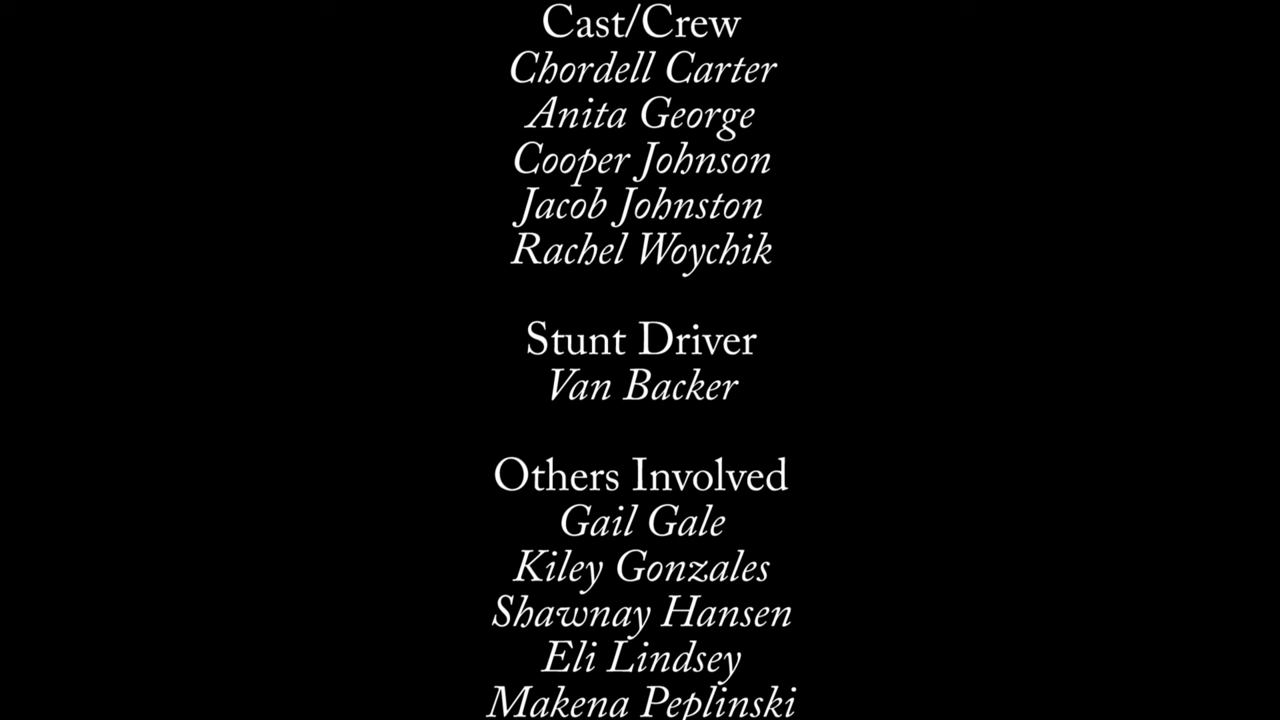 Cast/Crew
Chordell Carter
Anita George
Cooper Johnson
Jacob Johnston
Rachel Woychik
Stunt Driver
Van Backer
Others Involved
Gail Gale
Kiley Gonzales
Shawnay Hansen
Eli Lindsey
Makena Peplinski